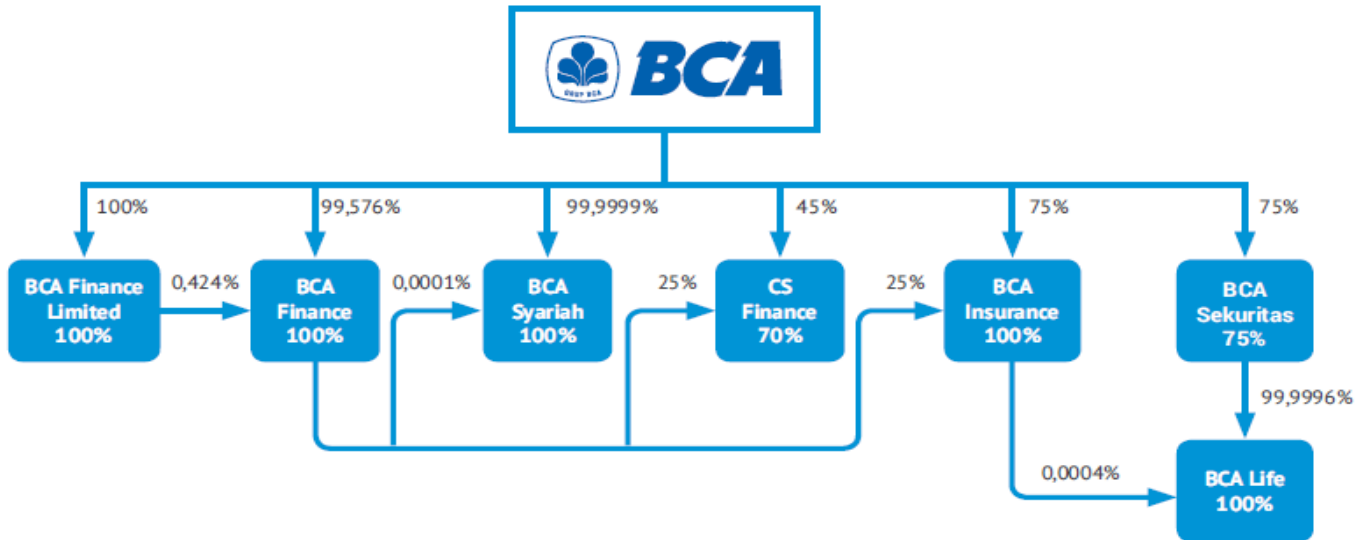 GRUP BCA
BCA
100%
99,576%
99,9999%
45%
75%
75%
BCA Finance
Limited
100%
0,424%
BCA
Finance
100%
0,0001%
BCA
Syariah
100%
25%
CS
Finance
70%
25%
BCA
Insurance
100%
BCA
Sekuritas
75%
99,9996%
0,0004%
BCA Life
100%